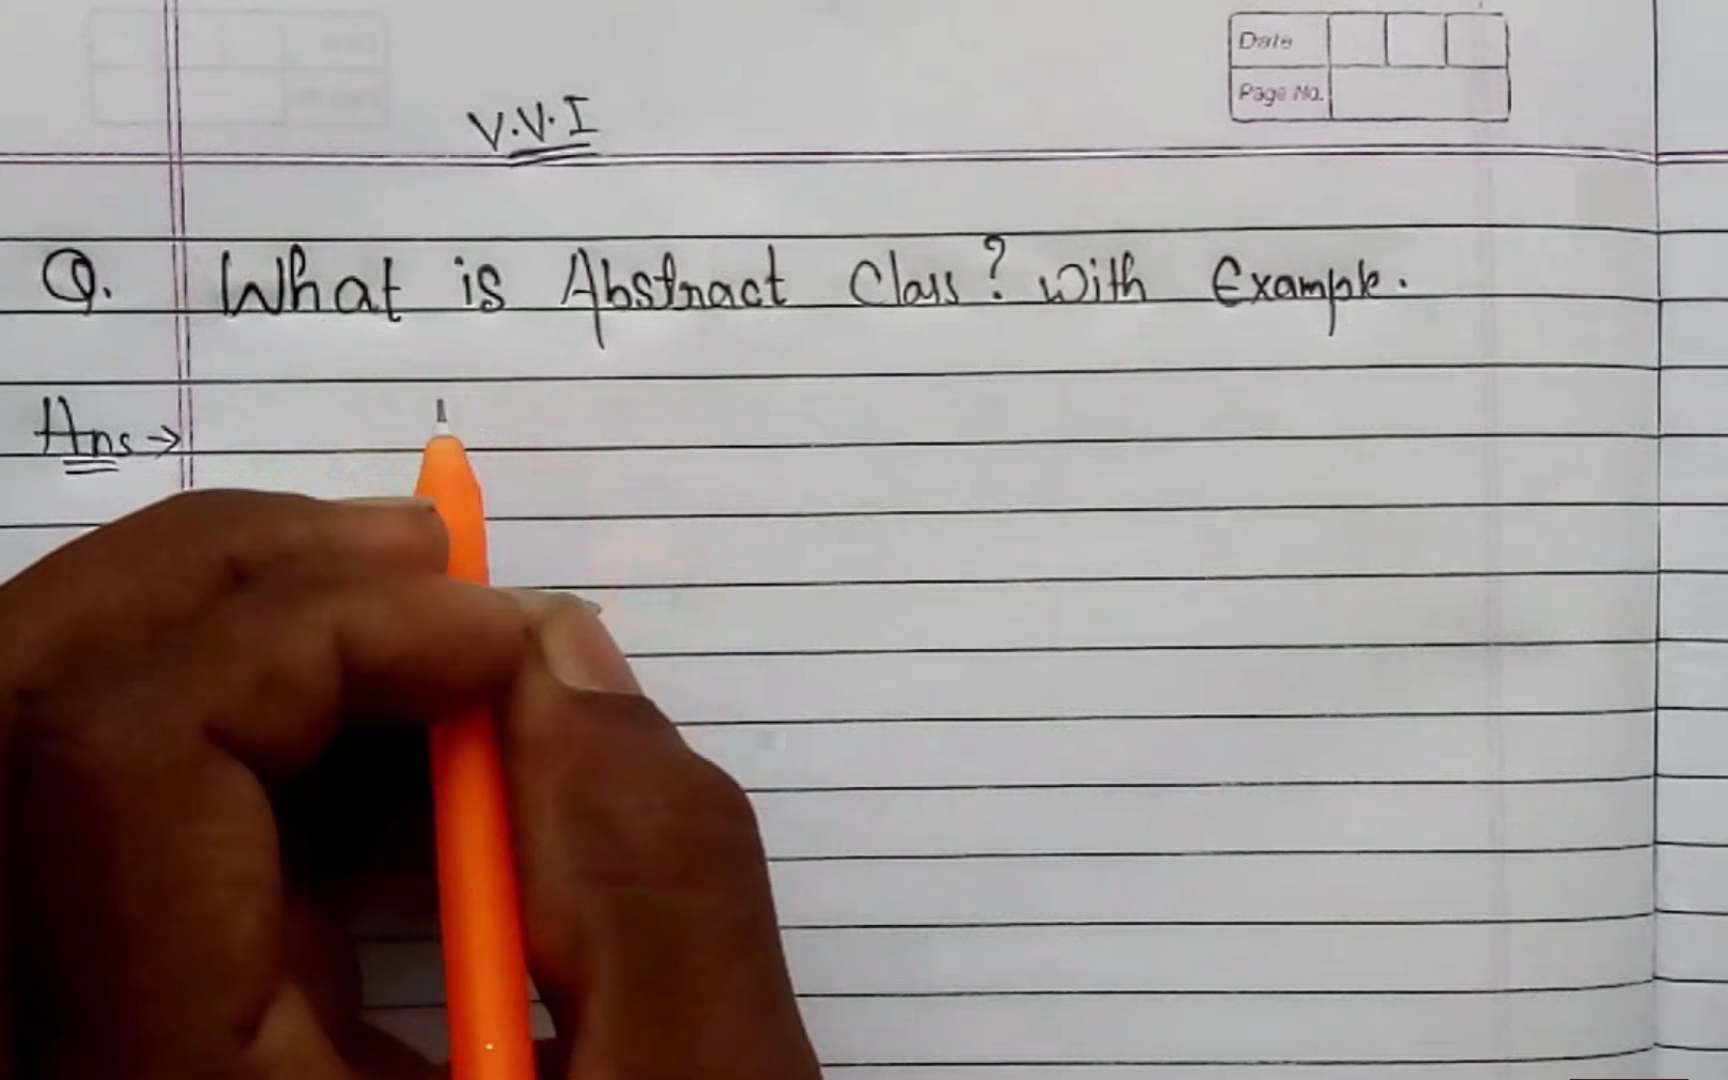 Date
Page No.
V.V.I
Q. What is Abstract Class? With Example.
Ans →